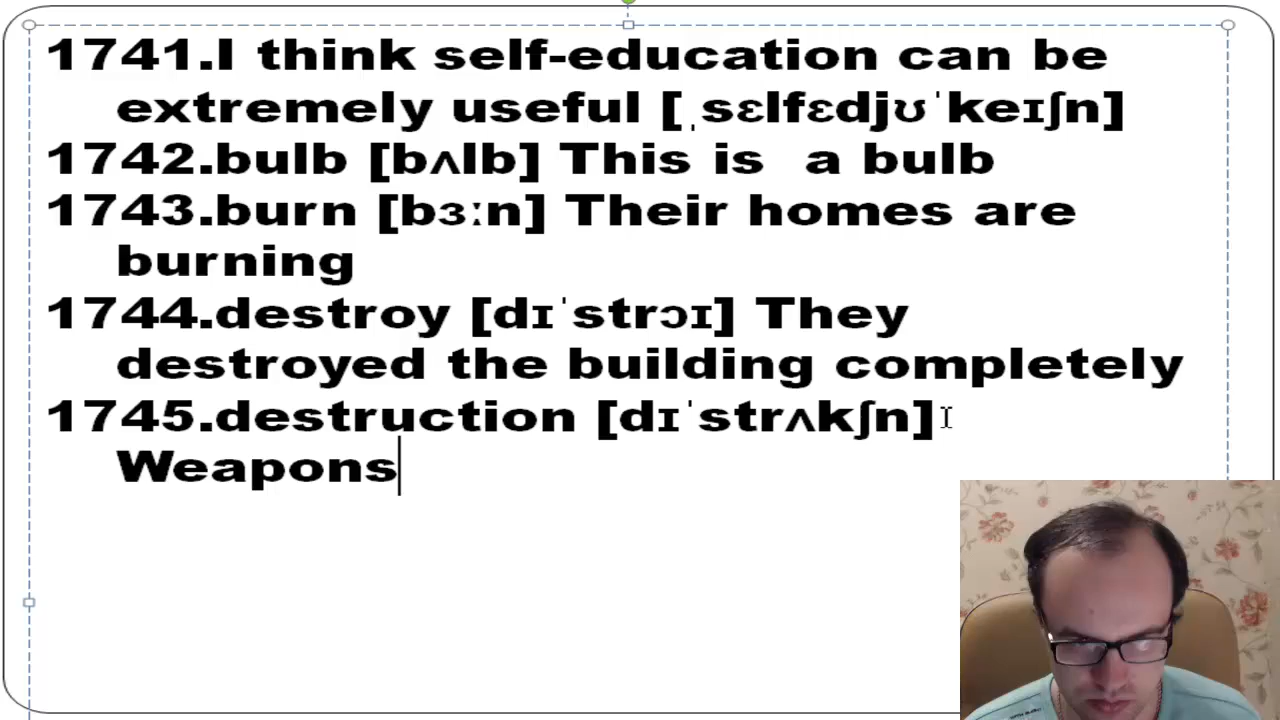 1741.I think self-education can be
extremely useful [ˌsɛlfɛdjʊˈkeɪʃn]
1742.bulb [bʌlb] This is  a bulb
1743.burn [bɜːn] Their homes are
burning
1744.destroy [dɪˈstrɔɪ] They
destroyed the building completely
1745.destruction [dɪˈstrʌkʃn]
Weapons